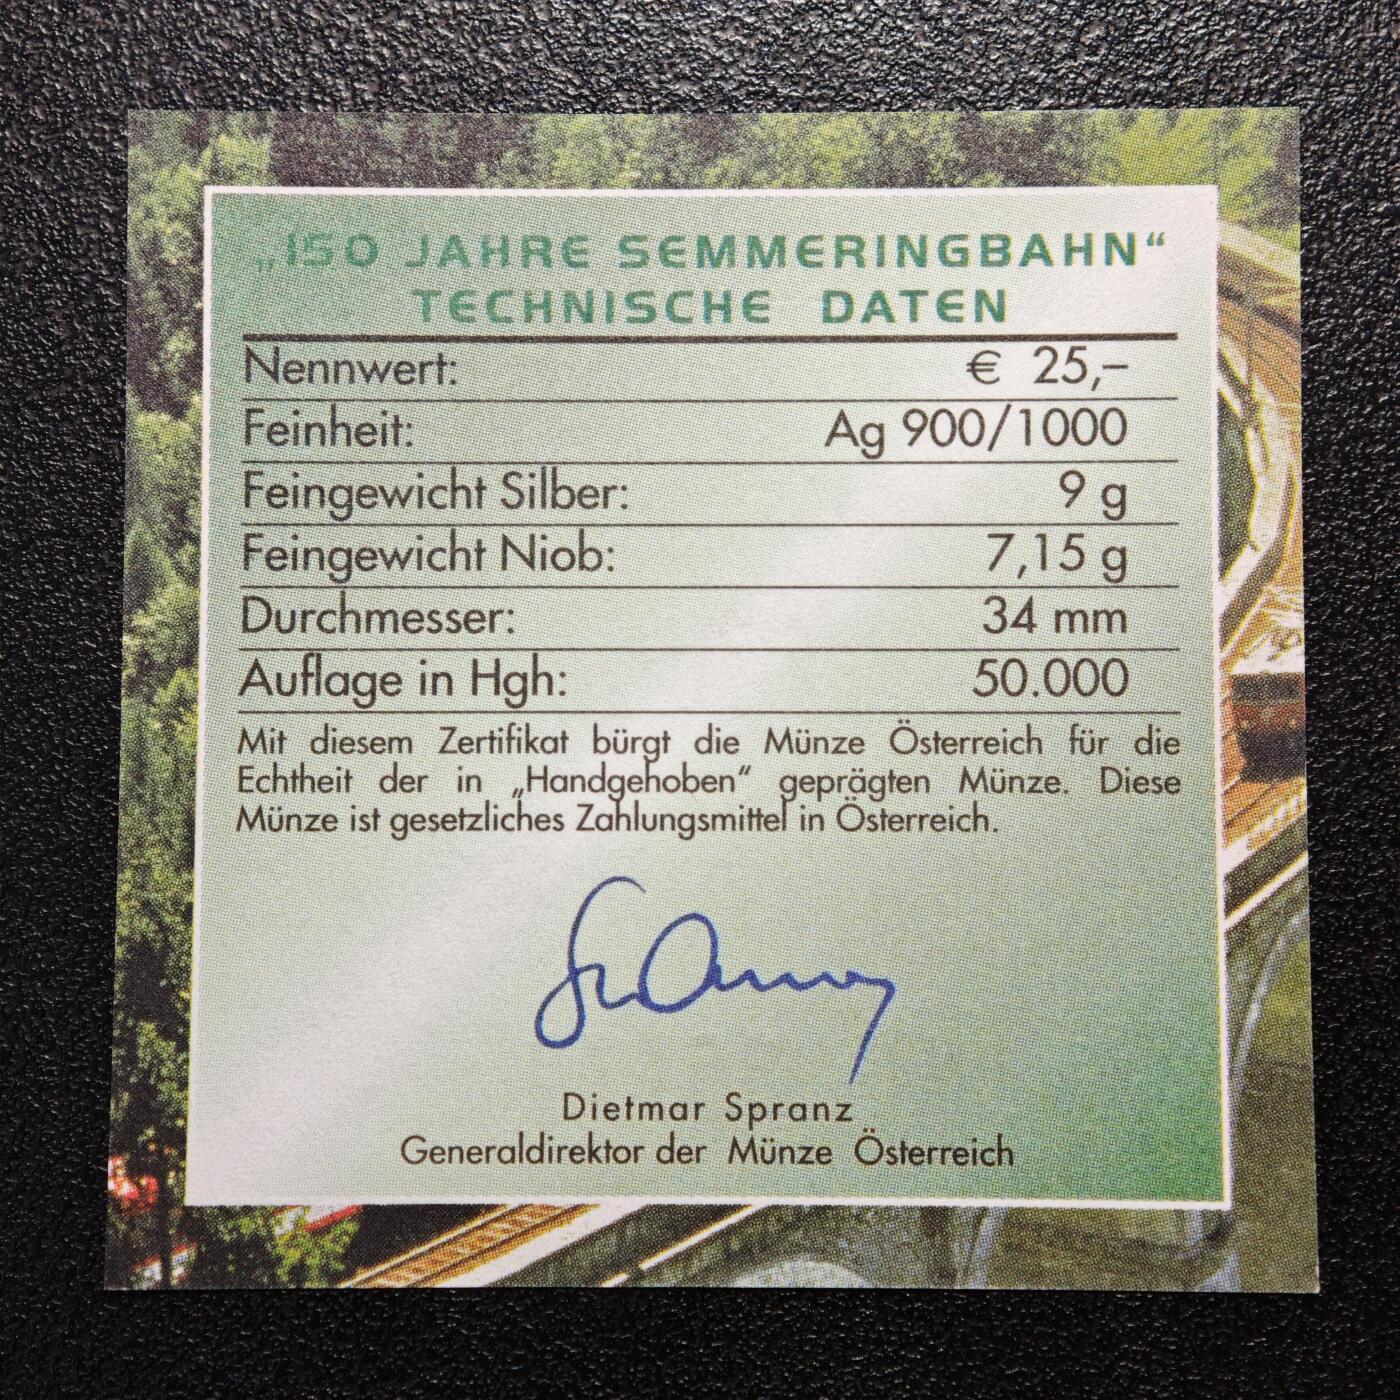 „150 JAHRE SEMMERINGBAHN“
TECHNISCHE DATEN
Nennwert: € 25,–
Feinheit: Ag 900/1000
Feingewicht Silber: 9 g
Feingewicht Niob: 7,15 g
Durchmesser: 34 mm
Auflage in Hgh: 50.000
Mit diesem Zertifikat bürgt die Münze Österreich für die
Echtheit der in „Handgehoben“ geprägten Münze. Diese
Münze ist gesetzliches Zahlungsmittel in Österreich.
Dietmar Spranz
Generaldirektor der Münze Österreich